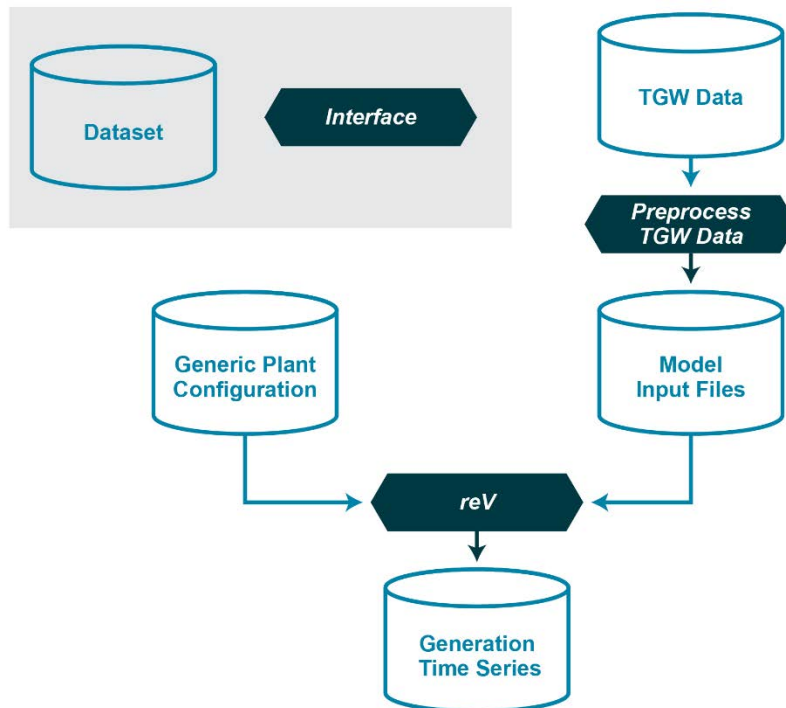 Dataset
Interface
TGW Data
Preprocess
TGW Data
Generic Plant
Configuration
Model
Input Files
reV
Generation
Time Series